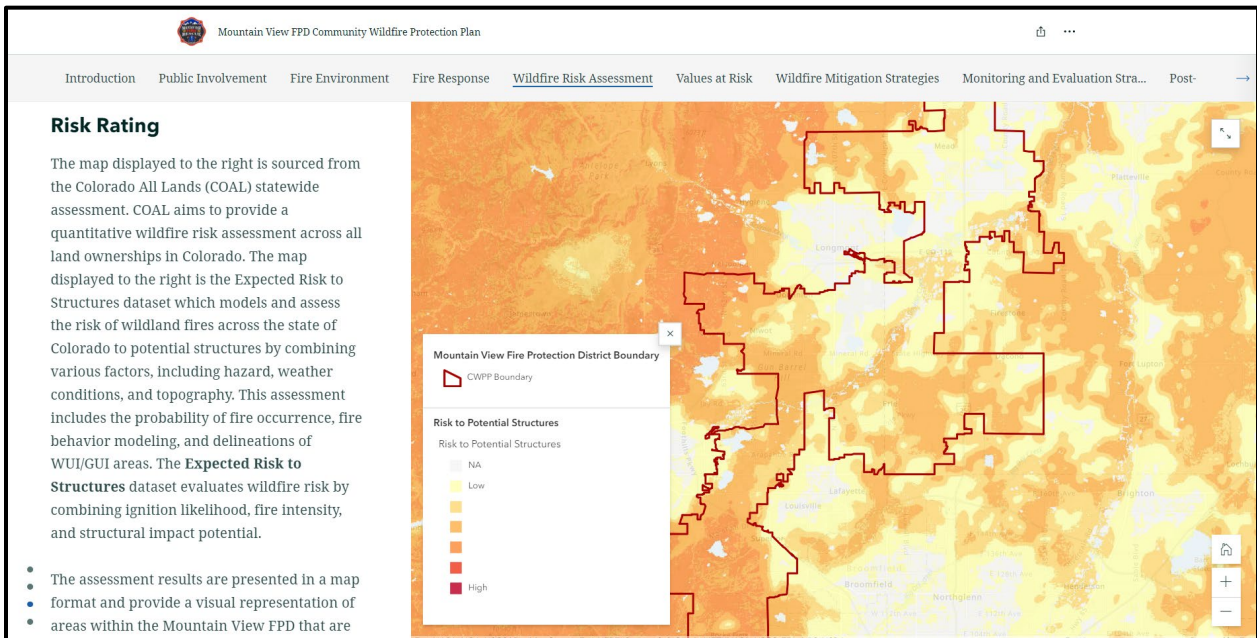 Mountain View FPD Community Wildfire Protection Plan
Introduction Public Involvement Fire Environment Fire Response Wildfire Risk Assessment Values at Risk Wildfire Mitigation Strategies Monitoring and Evaluation Stra... Post-
Risk Rating
The map displayed to the right is sourced from
the Colorado All Lands (COAL) statewide
assessment. COAL aims to provide a
quantitative wildfire risk assessment across all
land ownerships in Colorado. The map
displayed to the right is the Expected Risk to
Structures dataset which models and assess
the risk of wildland fires across the state of
Colorado to potential structures by combining
various factors, including hazard, weather
conditions, and topography. This assessment
includes the probability of fire occurrence, fire
behavior modeling, and delineations of
WUI/GUI areas. The Expected Risk to
Structures dataset evaluates wildfire risk by
combining ignition likelihood, fire intensity,
and structural impact potential.
The assessment results are presented in a map
format and provide a visual representation of
areas within the Mountain View FPD that are
Mead
Platteville
Lyons
Longmont
Firestone
Fort Lupton
Mountain View Fire Protection District Boundary
CWPP Boundary
Risk to Potential Structures
Risk to Potential Structures
NA
Low
High
Lafayette
Louisville
Brighton
Broomfield
Northglenn